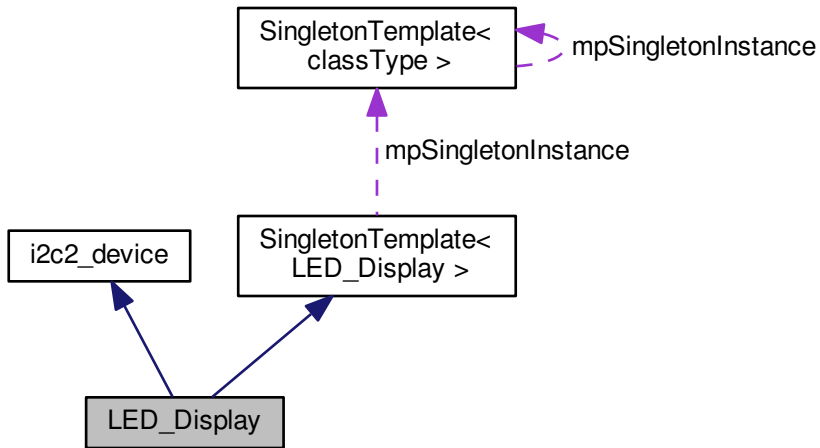 SingletonTemplate<
classType >
mpSingletonInstance
mpSingletonInstance
SingletonTemplate<
LED_Display >
i2c2_device
LED_Display